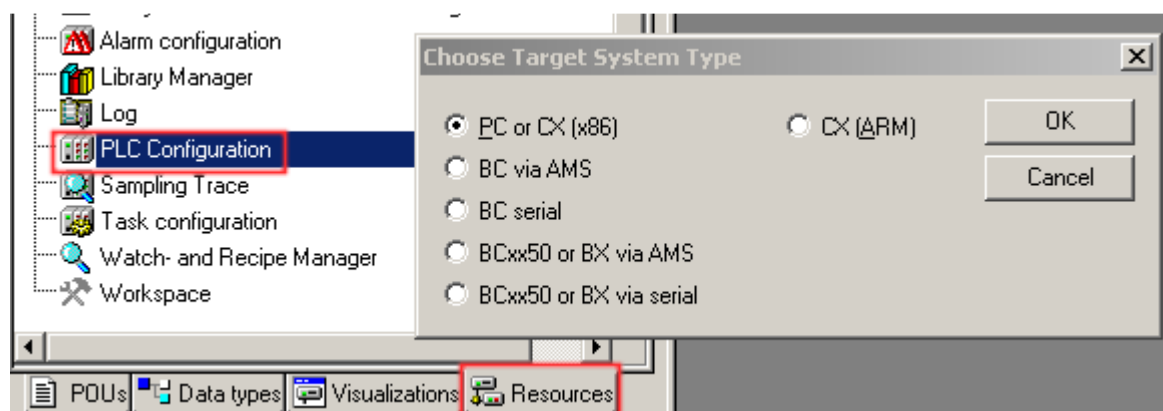 Alarm configuration
Library Manager
Log
PLC Configuration
Sampling Trace
Task configuration
Watch- and Recipe Manager
Workspace
POUs Data types Visualizations Resources
Choose Target System Type
PC or CX (x86) CX (ARM) OK
BC via AMS Cancel
BC serial
BCxx50 or BX via AMS
BCxx50 or BX via serial